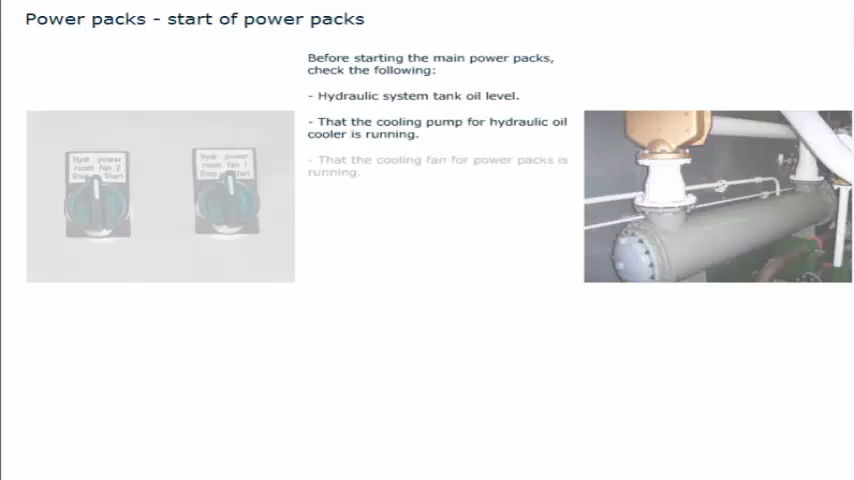 Power packs - start of power packs
Before starting the main power packs,
check the following:
- Hydraulic system tank oil level.
- That the cooling pump for hydraulic oil
cooler is running.
- That the cooling fan for power packs is
running.
Hydr. power
room fan 2
Stop Start
Hydr. power
room fan 1
Stop Start